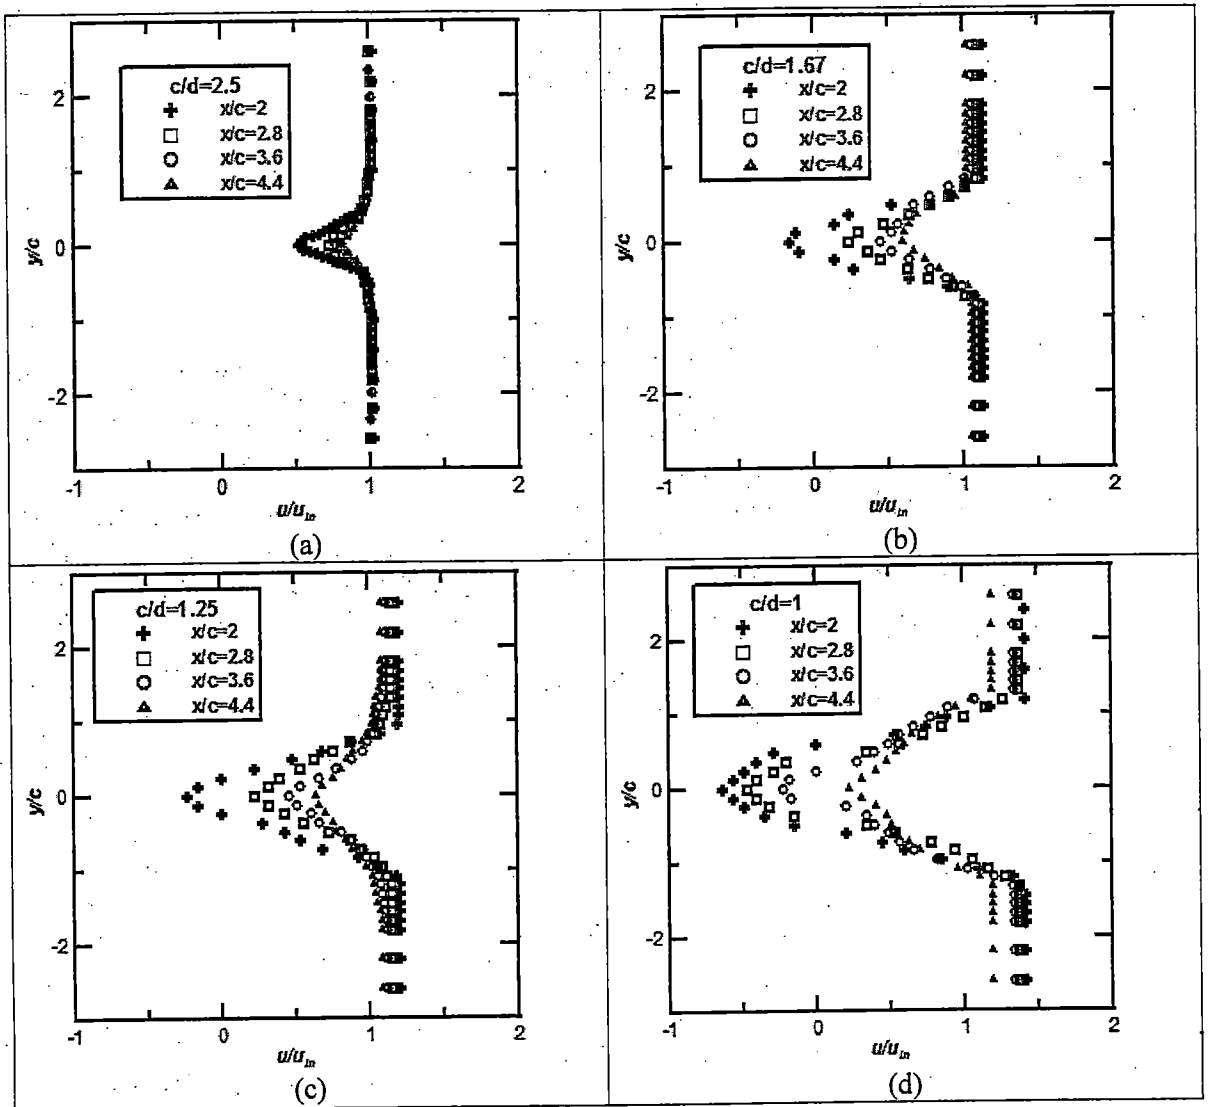 c/d=2.5
x/c=2
x/c=2.8
x/c=3.6
x/c=4.4
y/c
2
0
-2
-1
0
1
2
u/u_in
(a)
c/d=1.67
x/c=2
x/c=2.8
x/c=3.6
x/c=4.4
y/c
2
0
-2
-1
0
1
2
u/u_in
(b)
c/d=1.25
x/c=2
x/c=2.8
x/c=3.6
x/c=4.4
y/c
2
0
-2
-1
0
1
2
u/u_in
(c)
c/d=1
x/c=2
x/c=2.8
x/c=3.6
x/c=4.4
y/c
2
0
-2
-1
0
1
2
u/u_in
(d)